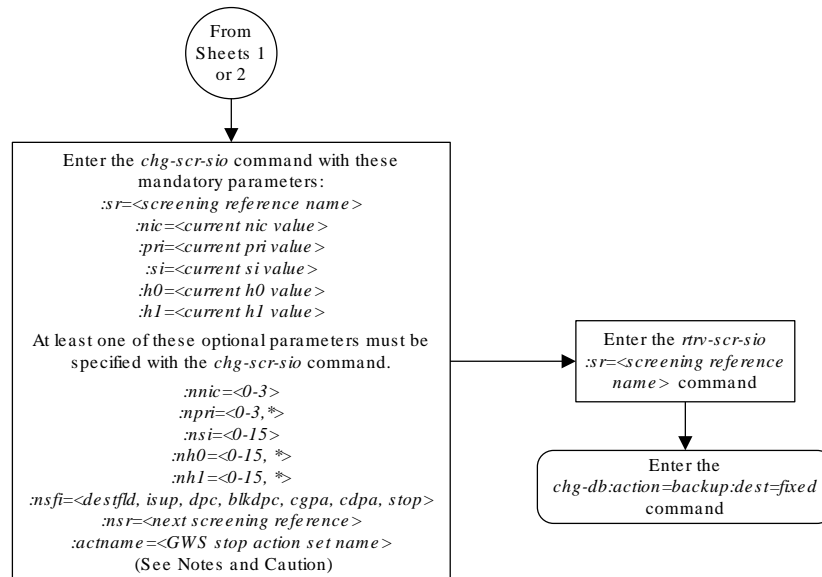 From
Sheets 1
or 2
Enter the chg-scr-sio command with these
mandatory parameters:
:sr=<screening reference name>
:nic=<current nic value>
:pri=<current pri value>
:si=<current si value>
:h0=<current h0 value>
:h1=<current h1 value>
At least one of these optional parameters must be
specified with the chg-scr-sio command.
:nnic=<0-3>
:npri=<0-3,*>
:nsi=<0-15>
:nh0=<0-15, *>
:nh1=<0-15, *>
:nsfi=<destfld, isup, dpc, blkdpc, cgpa, cdpa, stop>
:nsr=<next screening reference>
:actname=<GWS stop action set name>
(See Notes and Caution)
Enter the rtrv-scr-sio
:sr=<screening reference
name> command
Enter the
chg-db:action=backup:dest=fixed
command